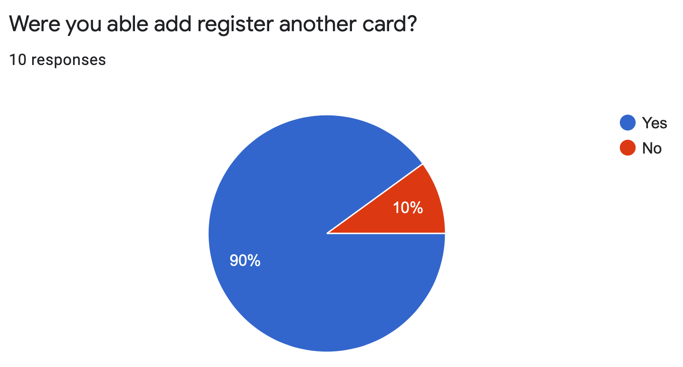 Were you able add register another card?
10 responses
Yes
No
10%
90%